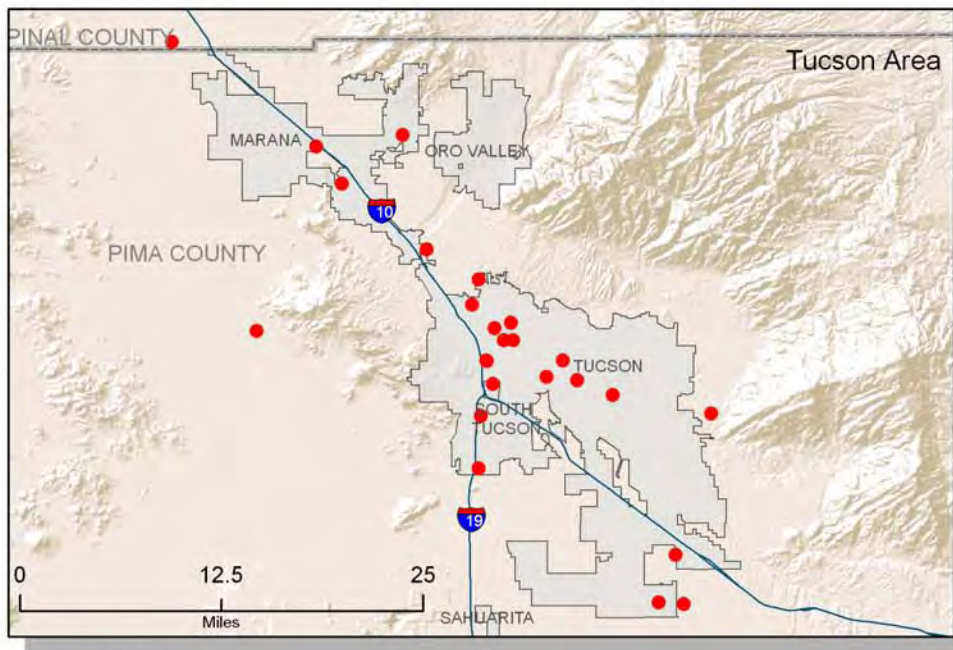 PINAL COUNTY
Tucson Area
MARANA
ORO VALLEY
10
PIMA COUNTY
TUCSON
SOUTH
TUCSON
19
0 12.5 25
Miles
SAHUARITA